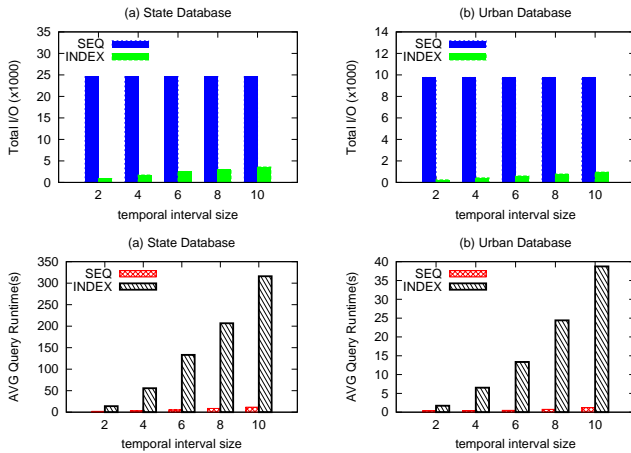 (a) State Database
Total I/O (x1000)
35
30
25
20
15
10
5
0
SEQ
INDEX
2 4 6 8 10
temporal interval size
(b) Urban Database
Total I/O (x1000)
14
12
10
8
6
4
2
0
SEQ
INDEX
2 4 6 8 10
temporal interval size
(a) State Database
AVG Query Runtime(s)
350
300
250
200
150
100
50
0
SEQ
INDEX
2 4 6 8 10
temporal interval size
(b) Urban Database
AVG Query Runtime(s)
40
35
30
25
20
15
10
5
0
SEQ
INDEX
2 4 6 8 10
temporal interval size